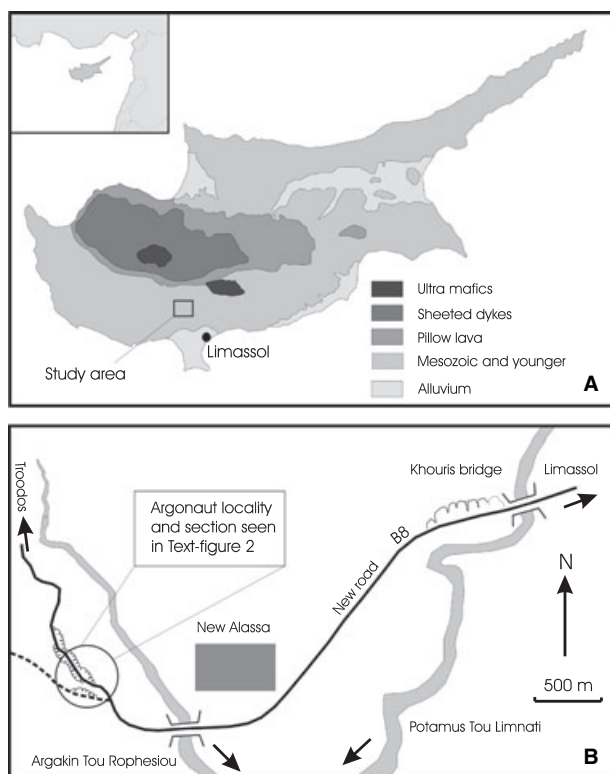 Ultra mafics
Sheeted dykes
Pillow lava
Mesozoic and younger
Alluvium
Limassol
Study area
A
Troodos
Argonaut locality
and section seen
in Text-figure 2
Khouris bridge
Limassol
B8
New road
N
New Alassa
500 m
Potamus Tou Limnati
Argakin Tou Rophesiou
B